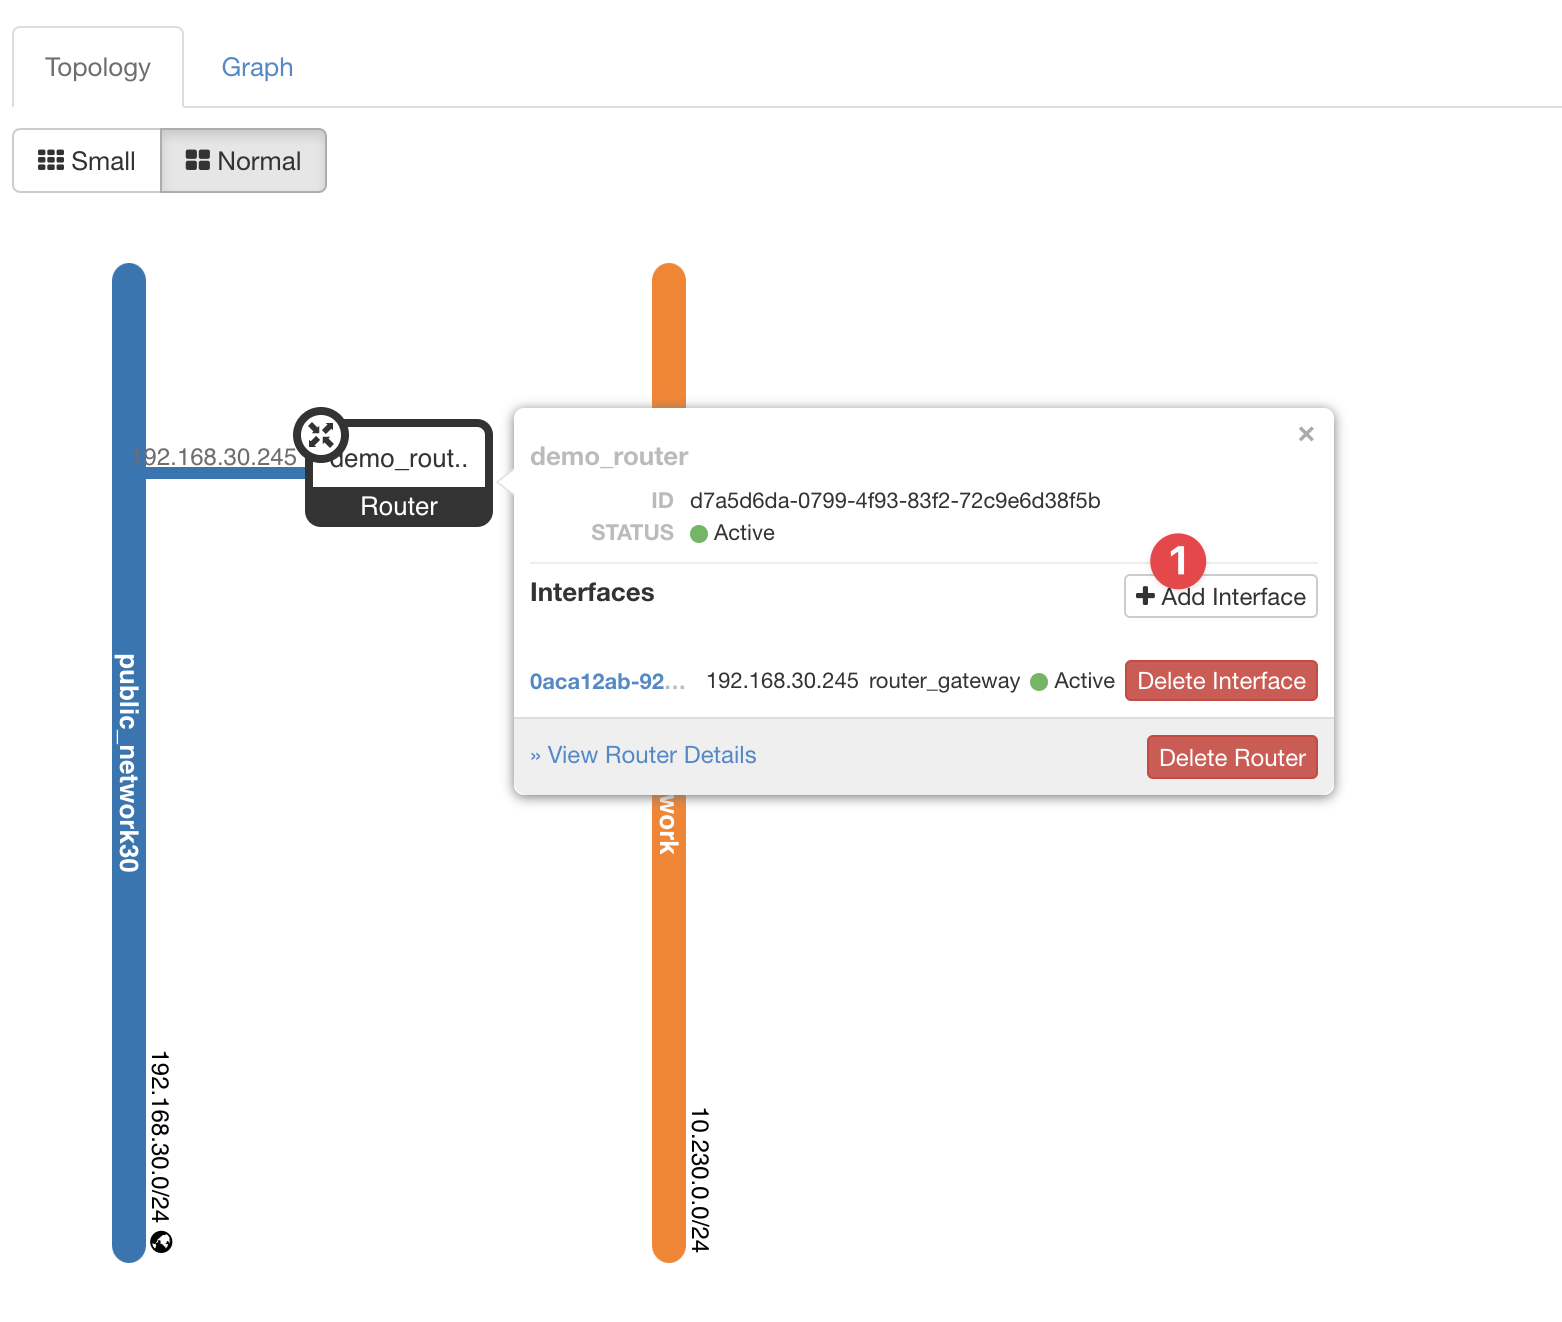 Topology Graph
Small Normal
192.168.30.245
demo_rout..
Router
demo_router
×
ID d7a5d6da-0799-4f93-83f2-72c9e6d38f5b
STATUS Active
1
Interfaces
Add Interface
0aca12ab-92... 192.168.30.245 router_gateway Active Delete Interface
» View Router Details Delete Router
public_network30
192.168.30.0/24
work
10.230.0.0/24